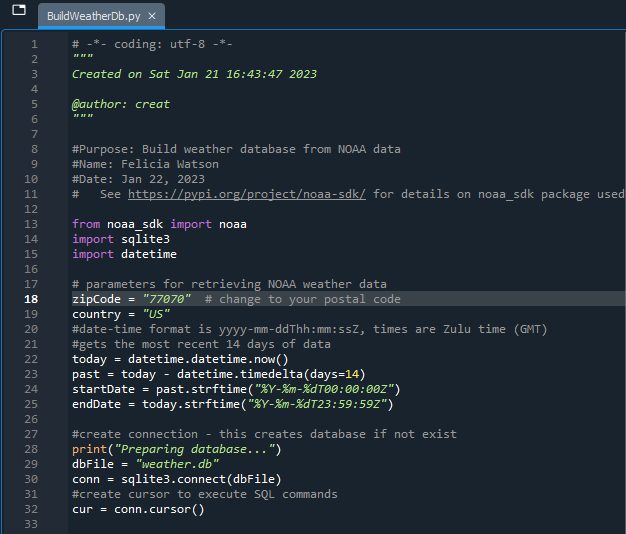 BuildWeatherDb.py ×
1 # -*- coding: utf-8 -*-
2 """
3 Created on Sat Jan 21 16:43:47 2023
4
5 @author: creat
6 """
7
8 #Purpose: Build weather database from NOAA data
9 #Name: Felicia Watson
10 #Date: Jan 22, 2023
11 #   See https://pypi.org/project/noaa-sdk/ for details on noaa_sdk package used
12
13 from noaa_sdk import noaa
14 import sqlite3
15 import datetime
16
17 # parameters for retrieving NOAA weather data
18 zipCode = "77070"  # change to your postal code
19 country = "US"
20 #date-time format is yyyy-mm-ddThh:mm:ssZ, times are Zulu time (GMT)
21 #gets the most recent 14 days of data
22 today = datetime.datetime.now()
23 past = today - datetime.timedelta(days=14)
24 startDate = past.strftime("%Y-%m-%dT00:00:00Z")
25 endDate = today.strftime("%Y-%m-%dT23:59:59Z")
26
27 #create connection - this creates database if not exist
28 print("Preparing database...")
29 dbFile = "weather.db"
30 conn = sqlite3.connect(dbFile)
31 #create cursor to execute SQL commands
32 cur = conn.cursor()
33